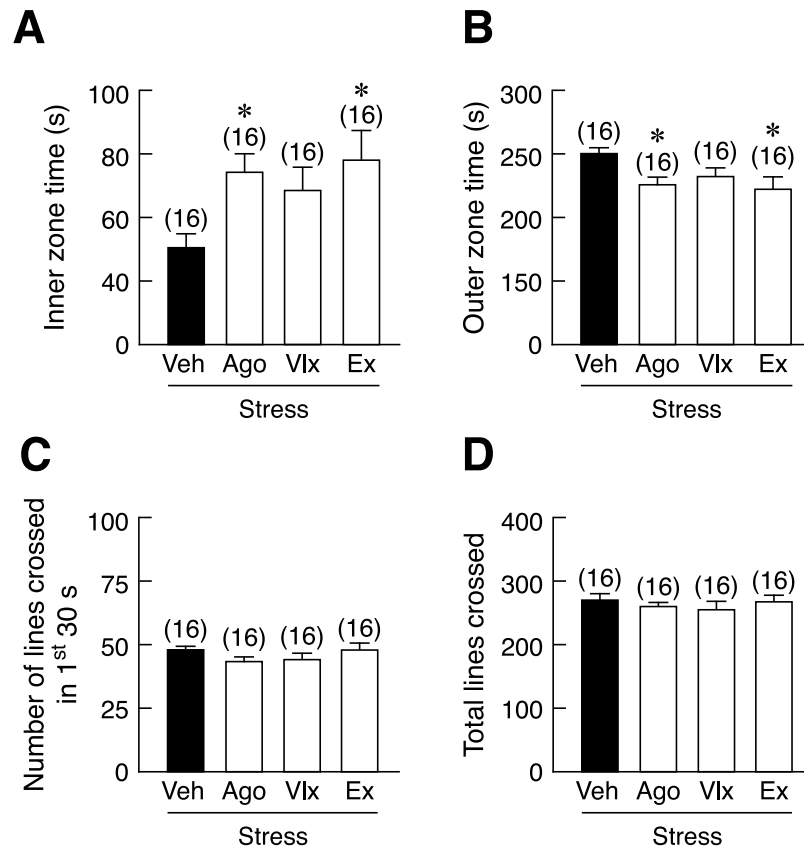 A
Inner zone time (s)
100
80
60
40
0
(16)
*
(16)
(16)
*
(16)
Veh Ago Vlx Ex
Stress
B
Outer zone time (s)
300
250
200
150
0
(16)
*
(16)
(16)
*
(16)
Veh Ago Vlx Ex
Stress
C
Number of lines crossed
in 1st 30 s
100
75
50
25
0
(16)
(16)
(16)
(16)
Veh Ago Vlx Ex
Stress
D
Total lines crossed
400
300
200
100
0
(16)
(16)
(16)
(16)
Veh Ago Vlx Ex
Stress